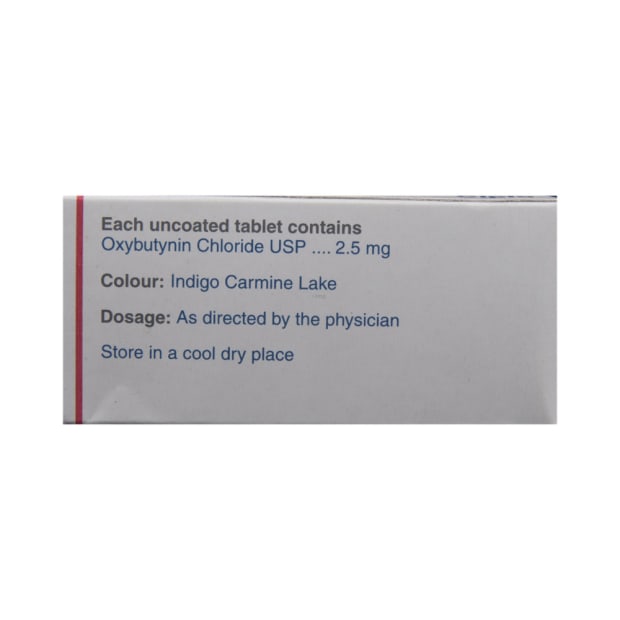 Each uncoated tablet contains
Oxybutynin Chloride USP .... 2.5 mg
Colour: Indigo Carmine Lake
Dosage: As directed by the physician
Store in a cool dry place